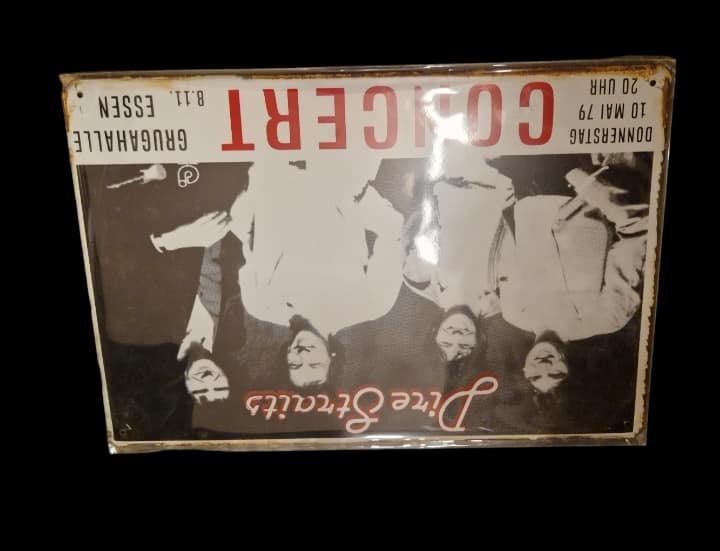 Dire Straits
DONNERSTAG
10 MAI 79
20 UHR
CONCERT
8.11.
ESSEN
GRUGAHALLE